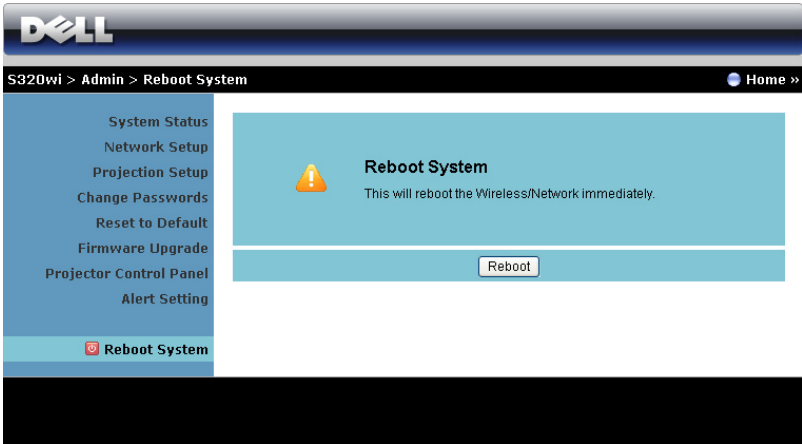 DELL
S320wi > Admin > Reboot System
Home »
System Status
Network Setup
Projection Setup
Change Passwords
Reset to Default
Firmware Upgrade
Projector Control Panel
Alert Setting
Reboot System
Reboot System
This will reboot the Wireless/Network immediately.
Reboot